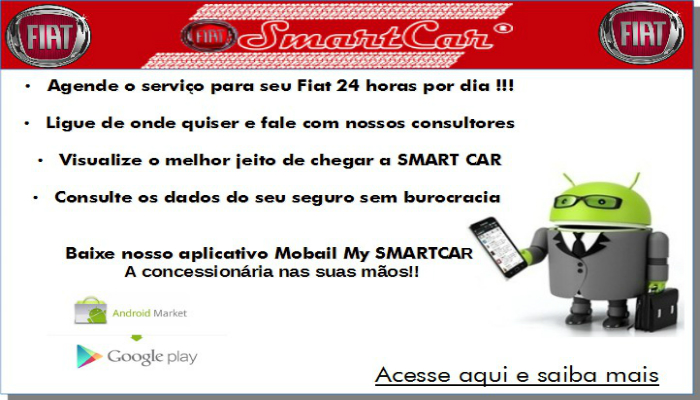 FIAT
FIAT
SmartCar®
FIAT
• Agende o serviço para seu Fiat 24 horas por dia !!!
• Ligue de onde quiser e fale com nossos consultores
• Visualize o melhor jeito de chegar a SMART CAR
• Consulte os dados do seu seguro sem burocracia
Baixe nosso aplicativo Mobail My SMARTCAR
A concessionária nas suas mãos!!
Android Market
Google play
Acesse aqui e saiba mais